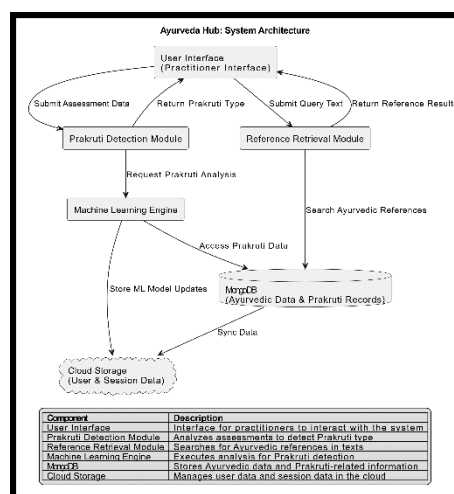 Ayurveda Hub: System Architecture
User Interface
(Practitioner Interface)
Submit Assessment Data
Return Prakruti Type
Submit Query Text
Return Reference Result
Prakruti Detection Module
Reference Retrieval Module
Request Prakruti Analysis
Machine Learning Engine
Search Ayurvedic References
Access Prakruti Data
Store ML Model Updates
MongoDB
(Ayurvedic Data & Prakruti Records)
Sync Data
Cloud Storage
(User & Session Data)
Component Description
User Interface Interface for practitioners to interact with the system
Prakruti Detection Module Analyzes assessments to detect Prakruti type
Reference Retrieval Module Searches for Ayurvedic references in texts
Machine Learning Engine Executes analysis for Prakruti detection
MongoDB Stores Ayurvedic data and Prakruti-related information
Cloud Storage Manages user data and session data in the cloud